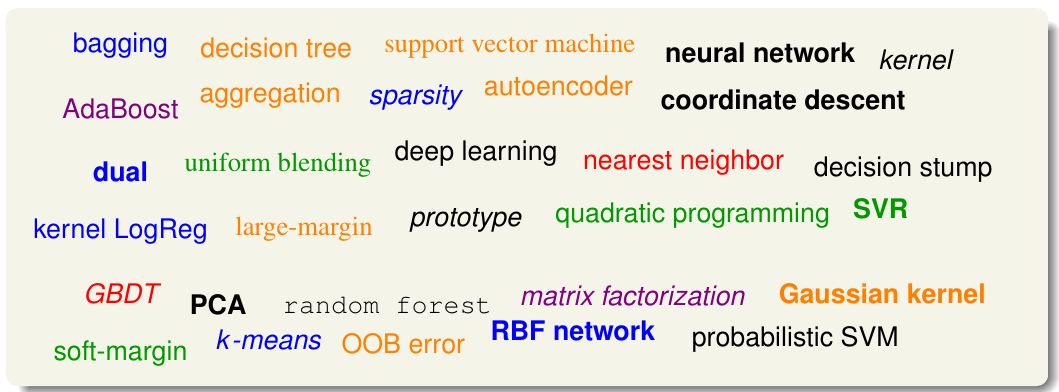 bagging decision tree support vector machine neural network kernel
AdaBoost aggregation sparsity autoencoder coordinate descent
dual uniform blending deep learning nearest neighbor decision stump
kernel LogReg large-margin prototype quadratic programming SVR
GBDT PCA random forest matrix factorization Gaussian kernel
soft-margin k-means OOB error RBF network probabilistic SVM